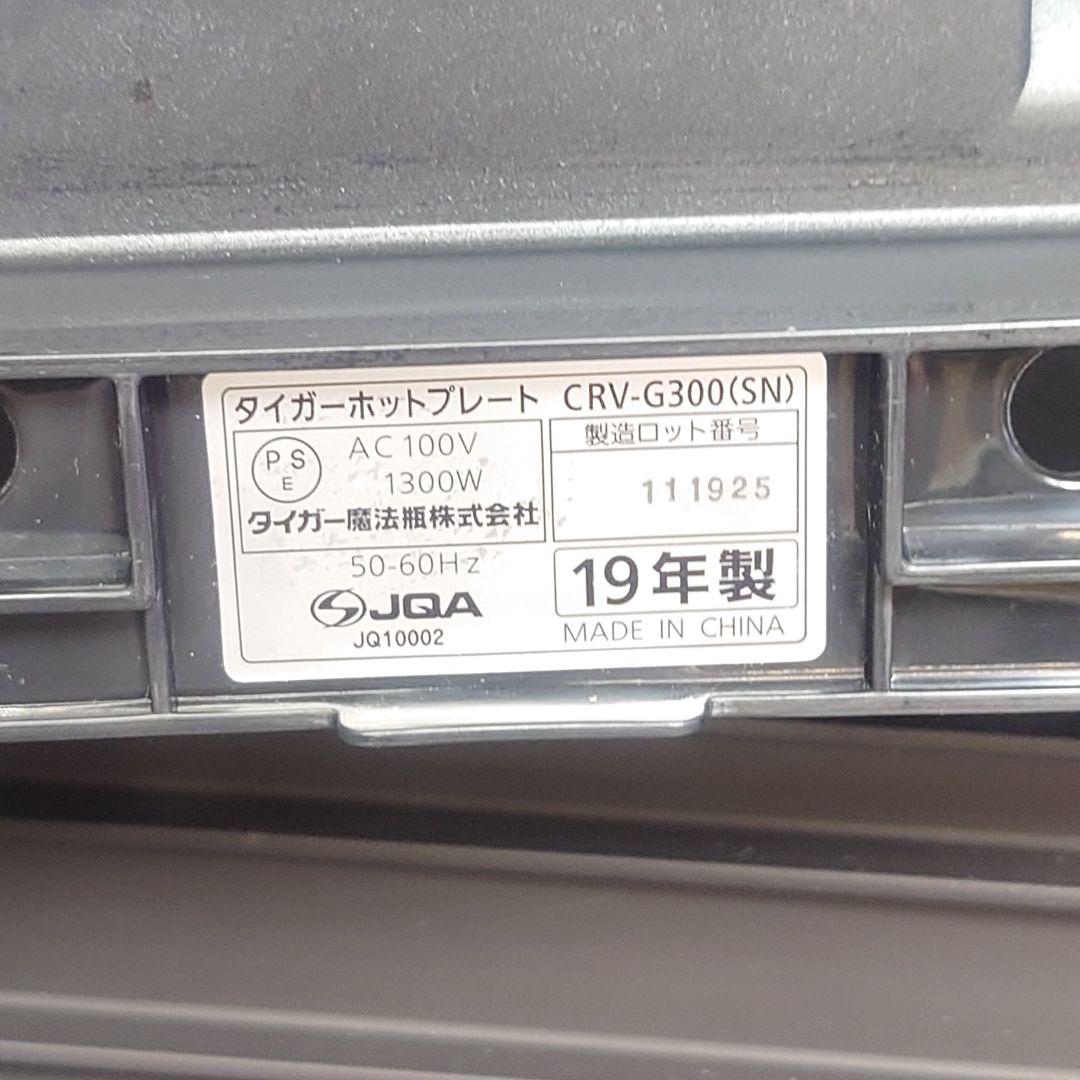 タイガーホットプレート CRV-G300(SN)
PSE
AC100V
1300W
タイガー魔法瓶株式会社
50-60Hz
JQA
JQ10002
製造ロット番号
111925
19年製
MADE IN CHINA